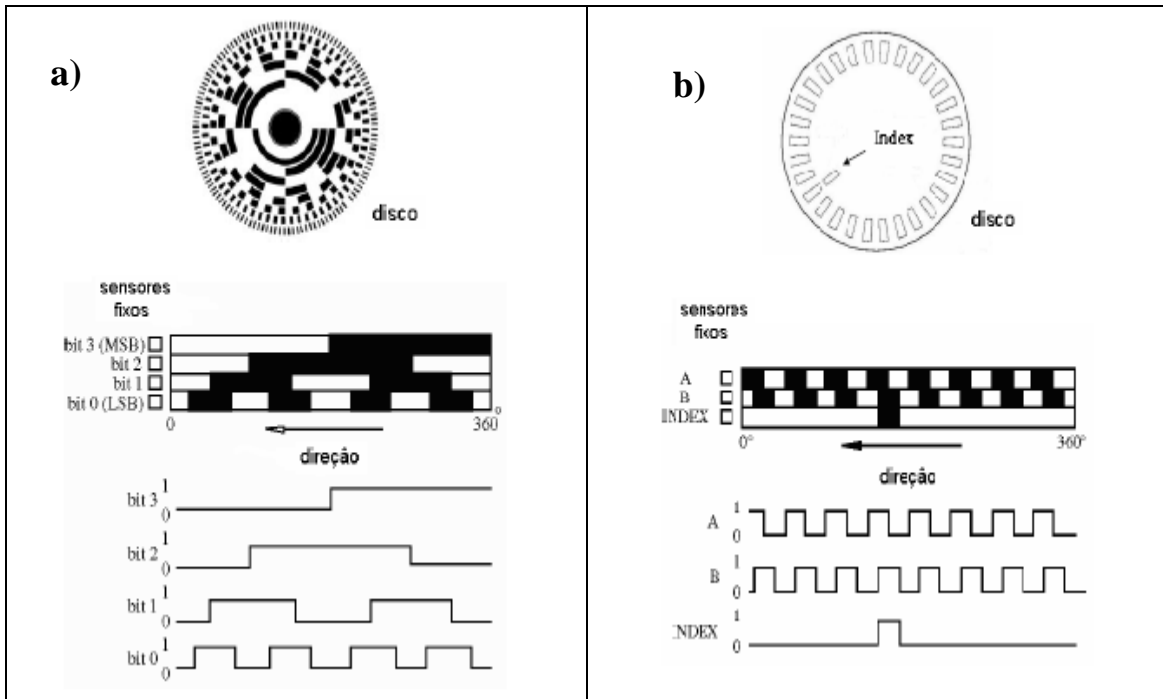 a)
disco
sensores
fixos
bit 3 (MSB)
bit 2
bit 1
bit 0 (LSB)
0 360°
direção
bit 3 1
0
bit 2 1
0
bit 1 1
0
bit 0 1
0
b)
Index
disco
sensores
fixos
A
B
INDEX
0° 360°
direção
A 1
0
B 1
0
NDEX 1
0